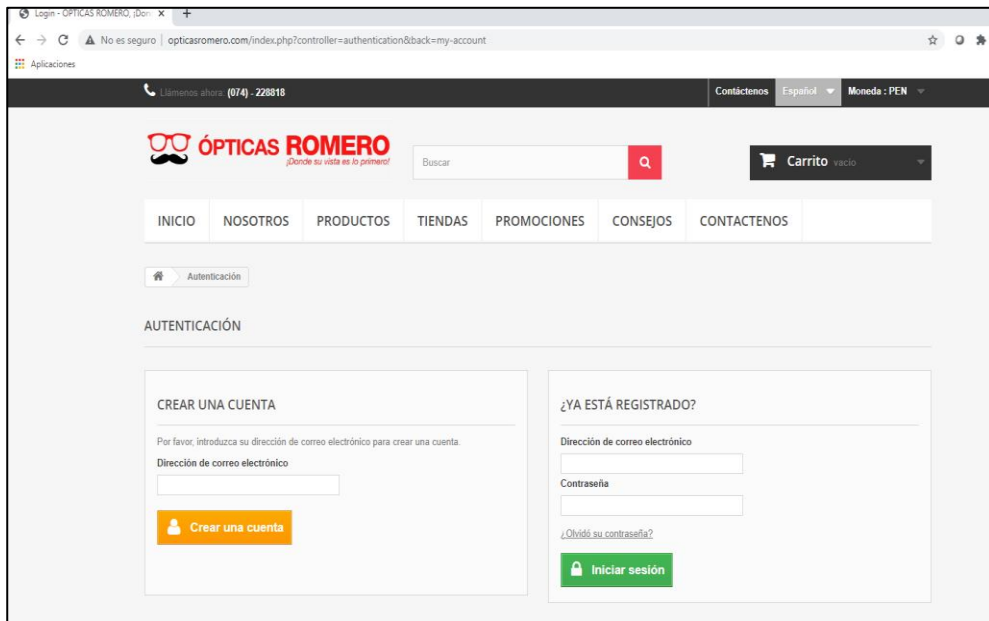 Login - OPTICAS ROMERO, ¡Don
No es seguro opticasromero.com/index.php?controller=authentication&back=my-account
Aplicaciones
Llámenos ahora: (074) - 228818 Contáctenos Español Moneda : PEN
ÓPTICAS ROMERO
¡Donde su vista es lo primero!
Buscar
Carrito vacío
INICIO NOSOTROS PRODUCTOS TIENDAS PROMOCIONES CONSEJOS CONTACTENOS
Autenticación
AUTENTICACIÓN
CREAR UNA CUENTA
Por favor, introduzca su dirección de correo electrónico para crear una cuenta.
Dirección de correo electrónico
Crear una cuenta
¿YA ESTÁ REGISTRADO?
Dirección de correo electrónico
Contraseña
¿Olvidó su contraseña?
Iniciar sesión